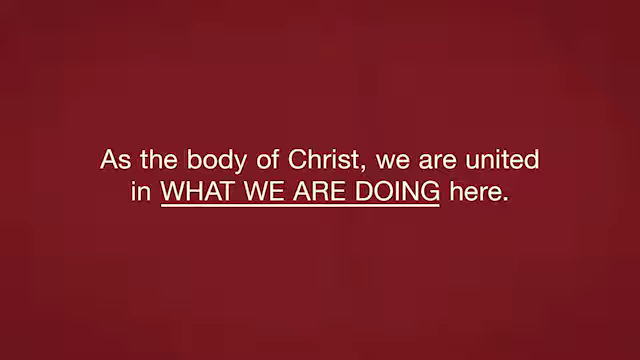 As the body of Christ, we are united
in WHAT WE ARE DOING here.